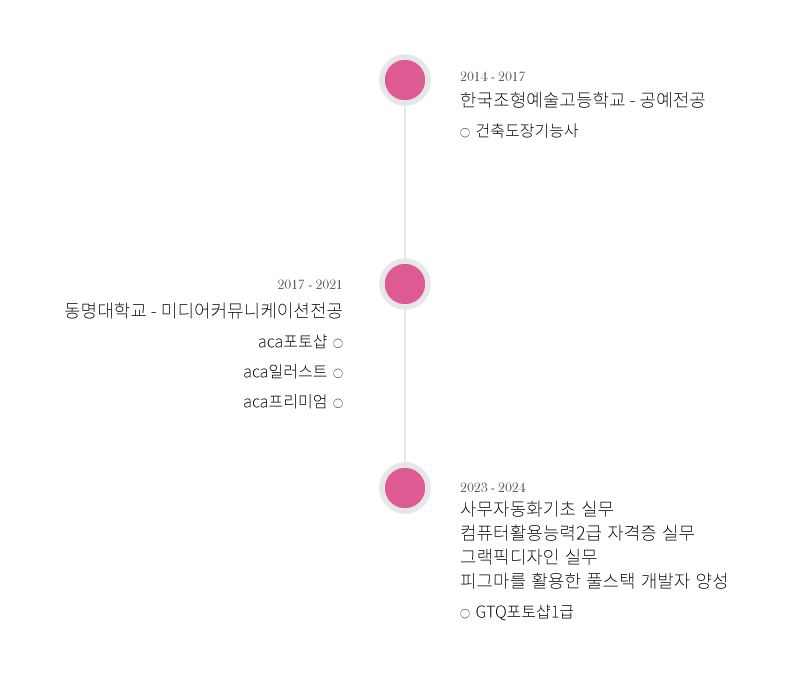 2014 - 2017
한국조형예술고등학교 - 공예전공
○ 건축도장기능사
2017 - 2021
동명대학교 - 미디어커뮤니케이션전공
aca포토샵 ○
aca일러스트 ○
aca프리미엄 ○
2023 - 2024
사무자동화기초 실무
컴퓨터활용능력2급 자격증 실무
그랙픽디자인 실무
피그마를 활용한 풀스택 개발자 양성
○ GTQ포토샵1급